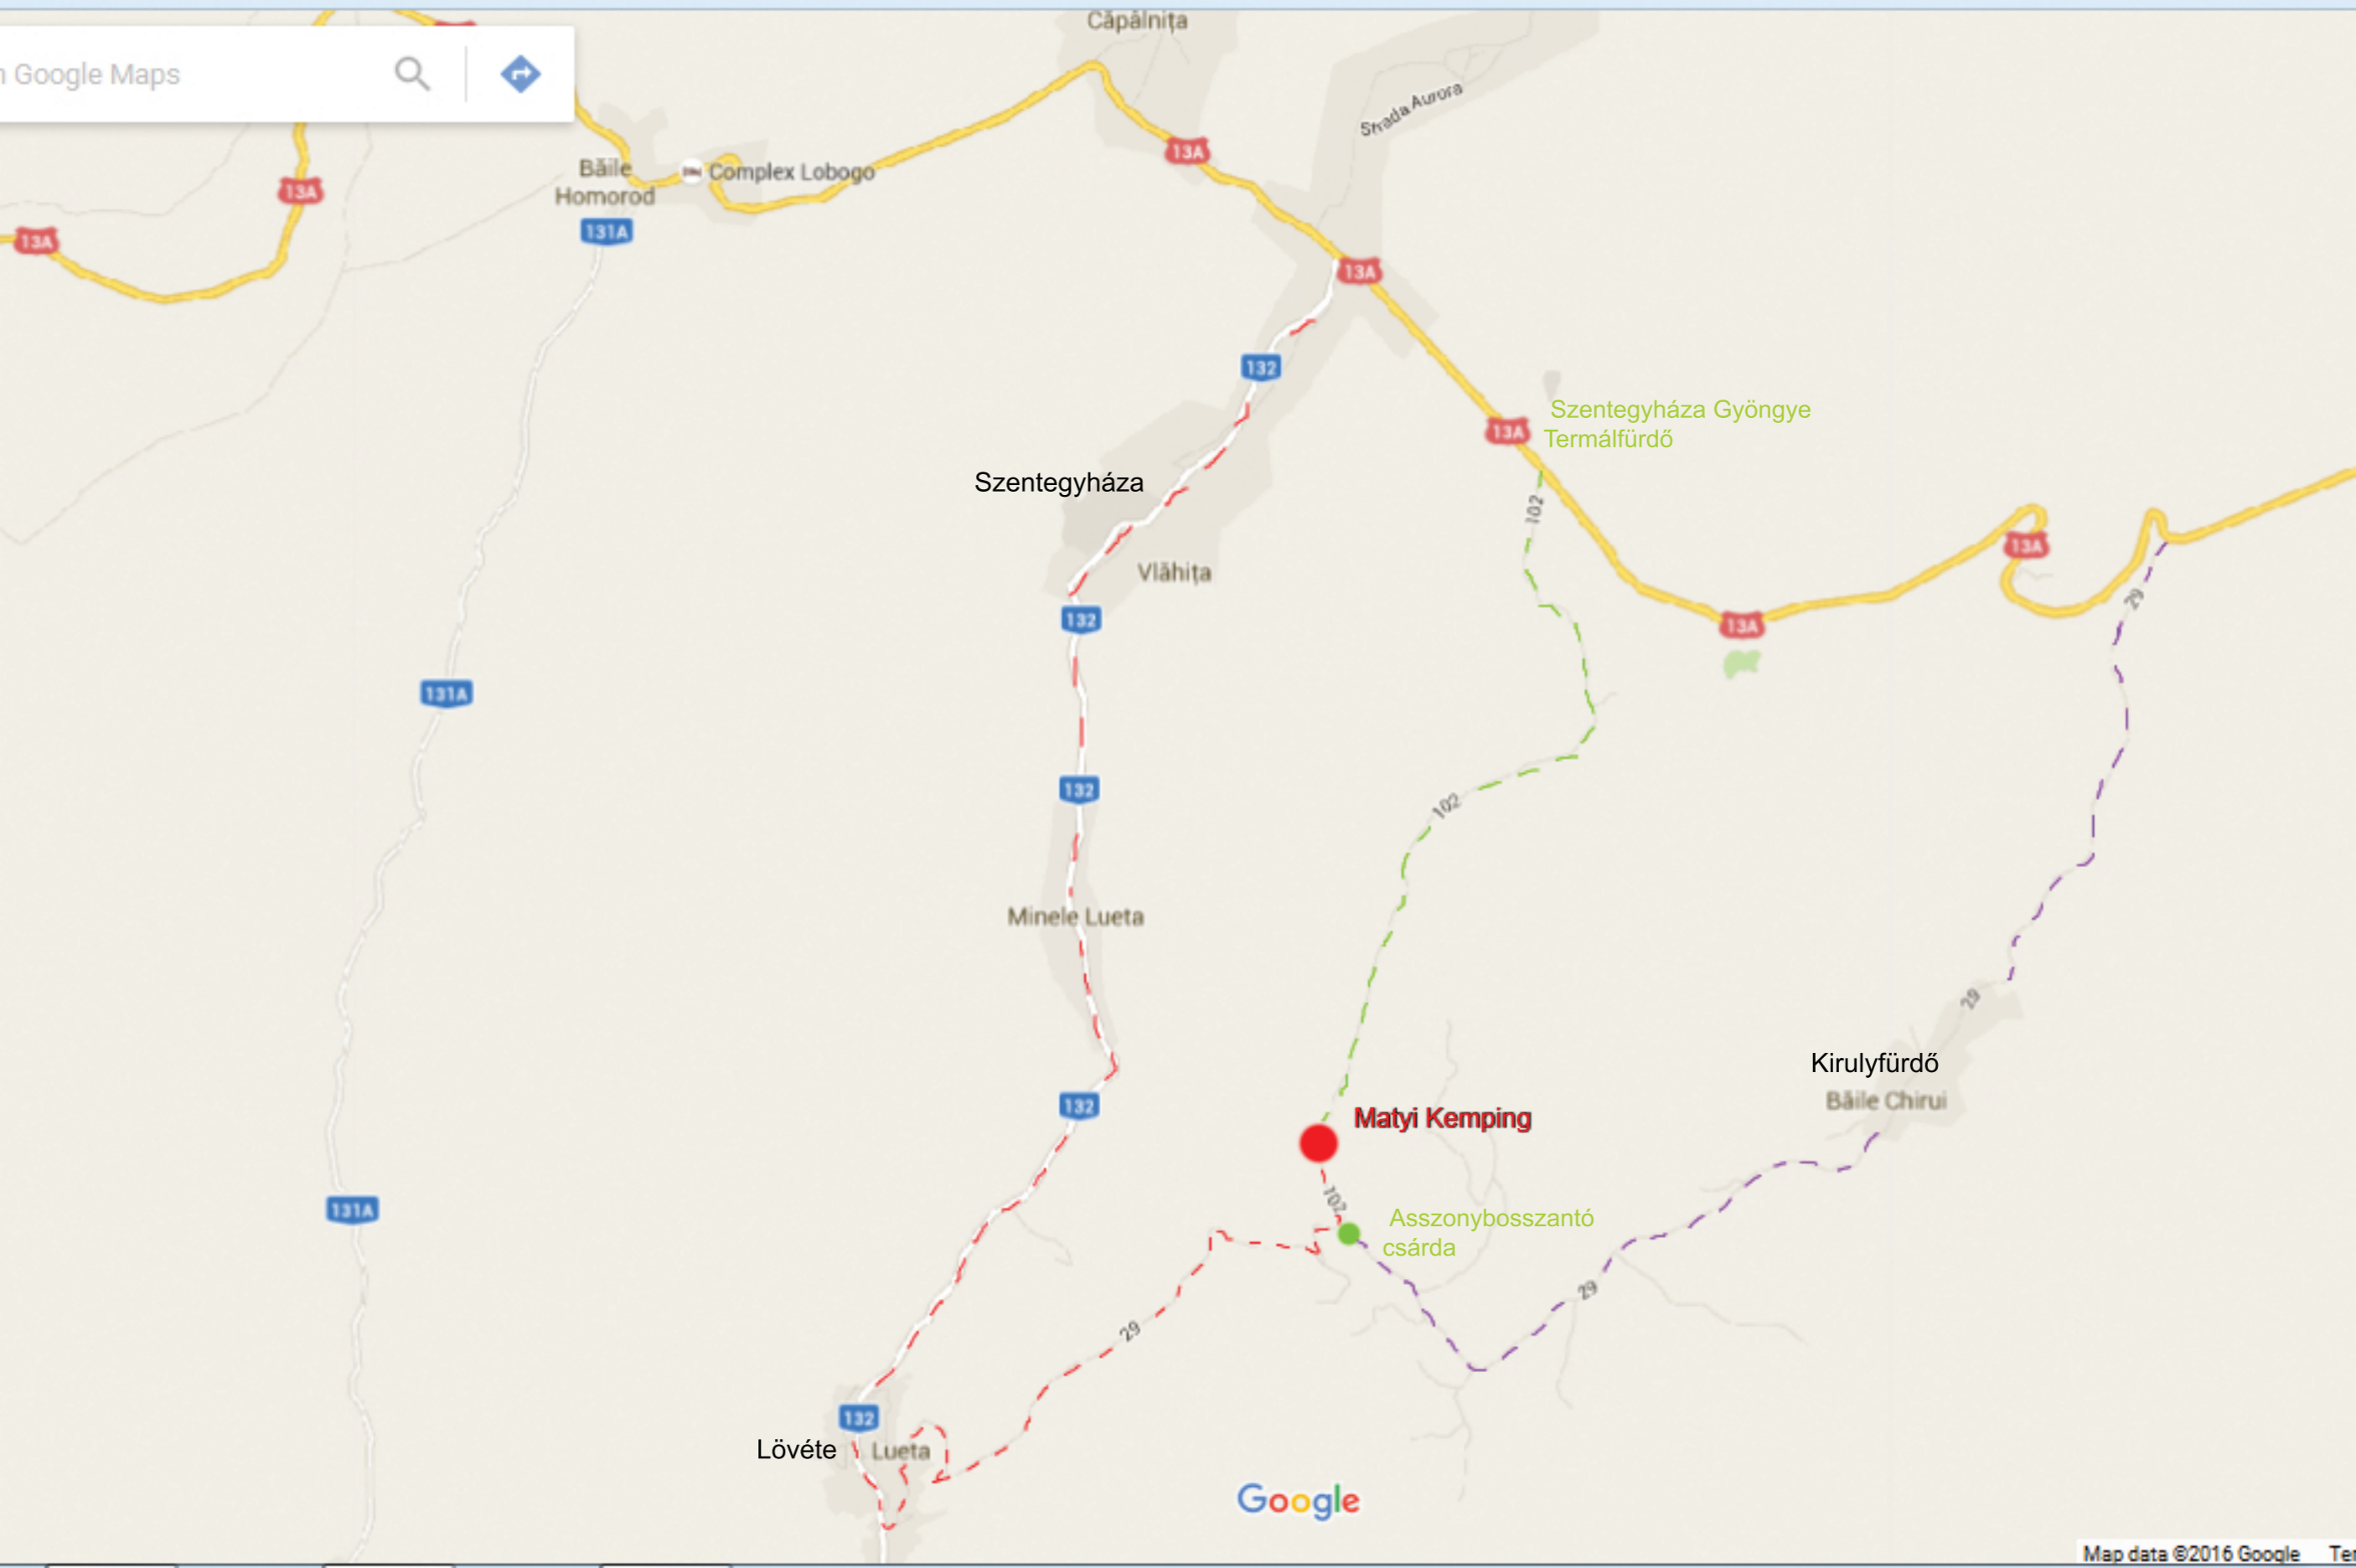 Căpâlnița
n Google Maps
Strada Aurora
13A
Băile
Homorod
Complex Lobogo
13A
13A
131A
13A
132
Szentegyháza Gyöngye
Termálfürdő
13A
Szentegyháza
102
13A
Vlăhița
29
132
13A
131A
132
102
Minele Lueta
29
Kirulyfürdő
Băile Chirui
132
Matyi Kemping
102
131A
Asszonybosszantó
csárda
29
29
132
Lövéte
Lueta
Google
Map data ©2016 Google
Ter